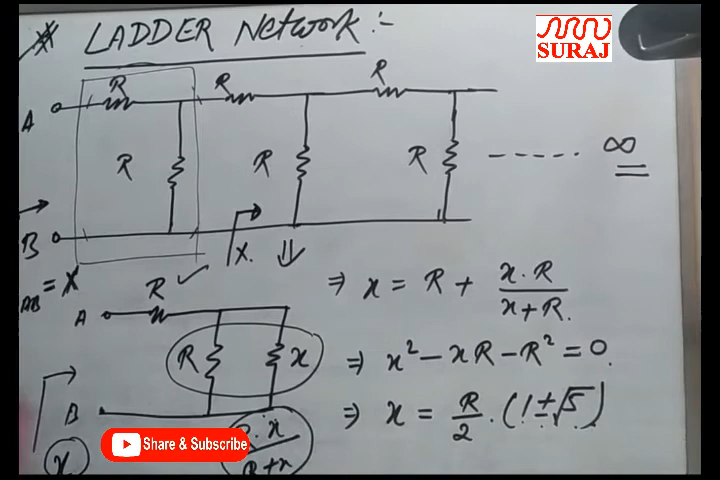 * LADDER Network :-
SURAJ
R R R
A
R R R ------ ∞
B
X.
AB = X
R ✓
⇒ x = R + x.R / x+R.
A
R x
⇒ x² - xR - R² = 0.
B
⇒ x = R/2 . (1±√5)
Share & Subscribe
R.x / R+x
x